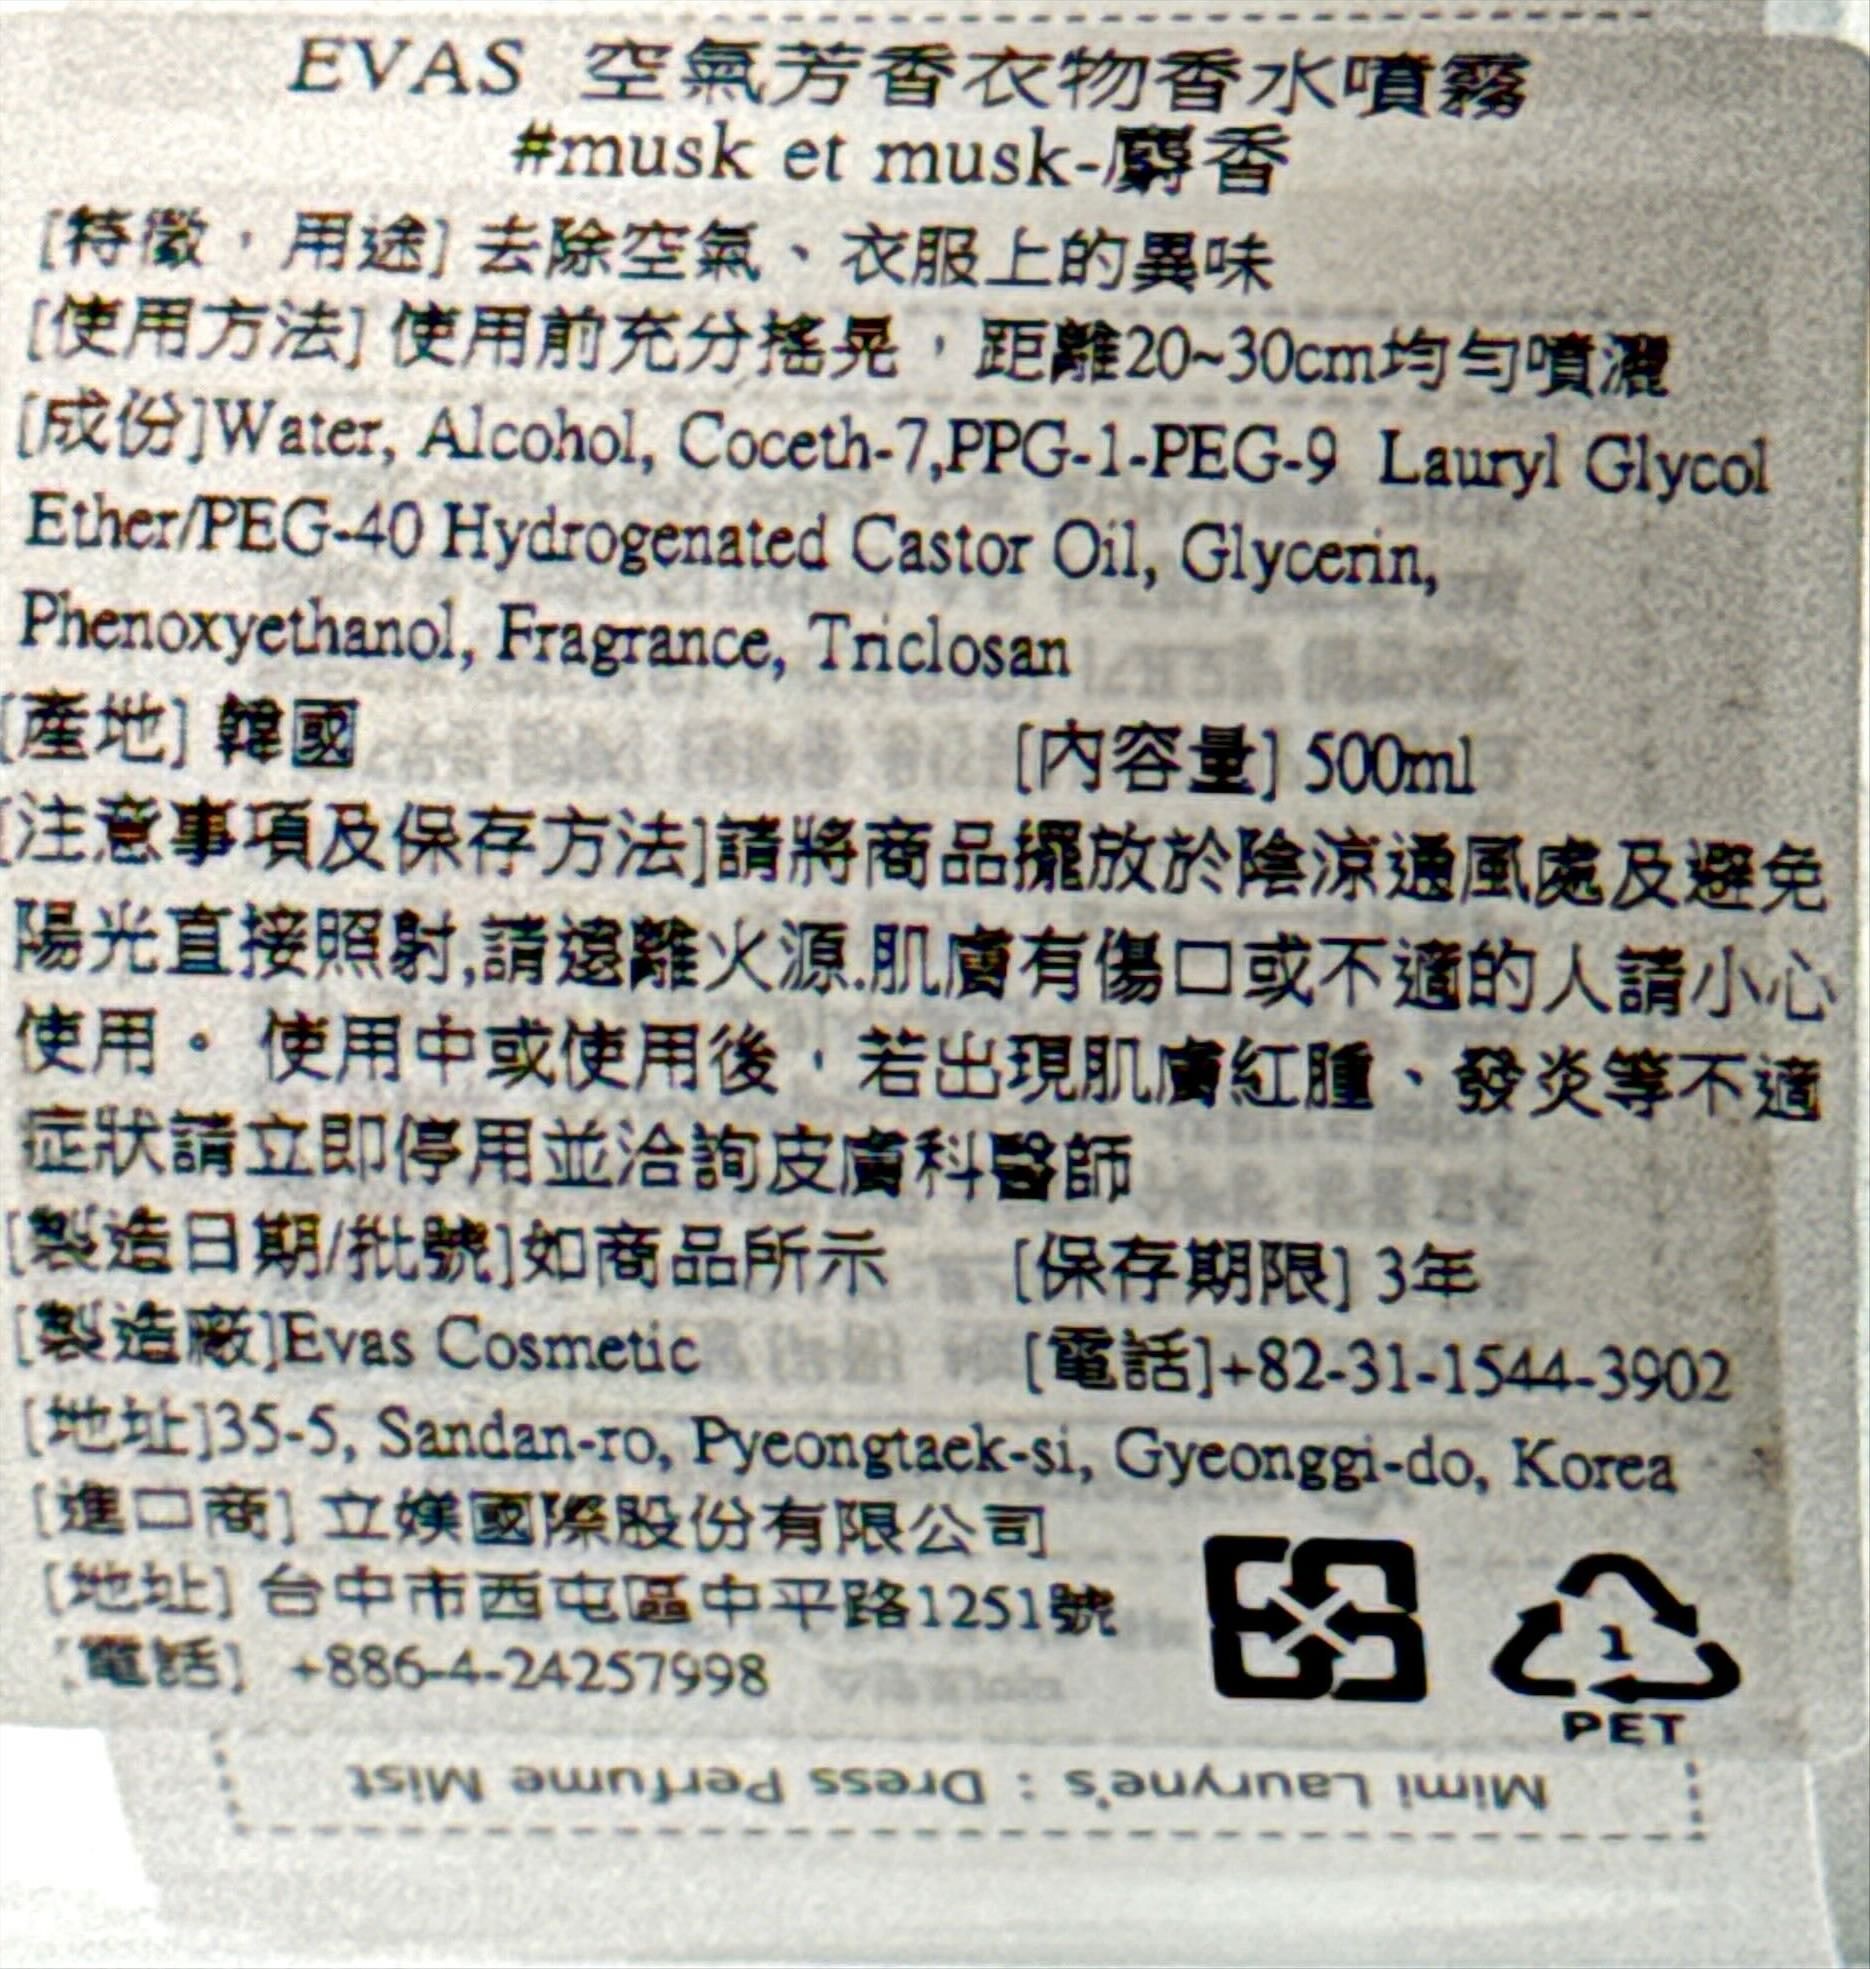 EVAS 空氣芳香衣物香水噴霧
#musk et musk-麝香
[特徵，用途] 去除空氣、衣服上的異味
[使用方法] 使用前充分搖晃，距離20~30cm均勻噴灑
[成份]Water, Alcohol, Coceth-7,PPG-1-PEG-9 Lauryl Glycol
Ether/PEG-40 Hydrogenated Castor Oil, Glycerin,
Phenoxyethanol, Fragrance, Triclosan
[產地] 韓國 [內容量] 500ml
[注意事項及保存方法]請將商品擺放於陰涼通風處及避免
陽光直接照射,請遠離火源.肌膚有傷口或不適的人請小心
使用。 使用中或使用後，若出現肌膚紅腫、發炎等不適
症狀請立即停用並洽詢皮膚科醫師
[製造日期/批號]如商品所示 [保存期限] 3年
[製造廠]Evas Cosmetic [電話]+82-31-1544-3902
[地址]35-5, Sandan-ro, Pyeongtaek-si, Gyeonggi-do, Korea
[進口商] 立媄國際股份有限公司
[地址] 台中市西屯區中平路1251號
[電話] +886-4-24257998
1
PET
Mimi Lauryne's : Dress Perfume Mist